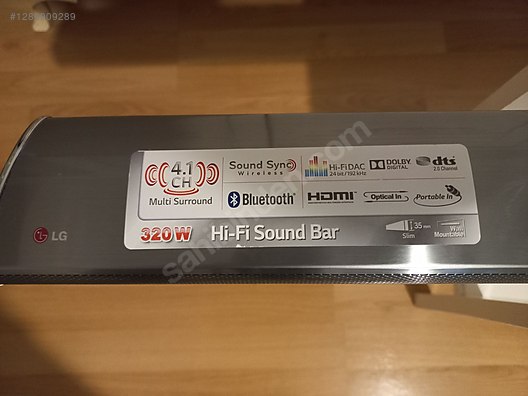 #1286009289
4.1
CH
Multi Surround
Sound Sync
Wireless
Hi-Fi DAC
24 bit/192 kHz
DOLBY
DIGITAL
dts
2.0 Channel
Bluetooth
HDMI
Optical in
Portable In
320W
Hi-Fi Sound Bar
35 mm
Slim
Wall
Mountable
LG